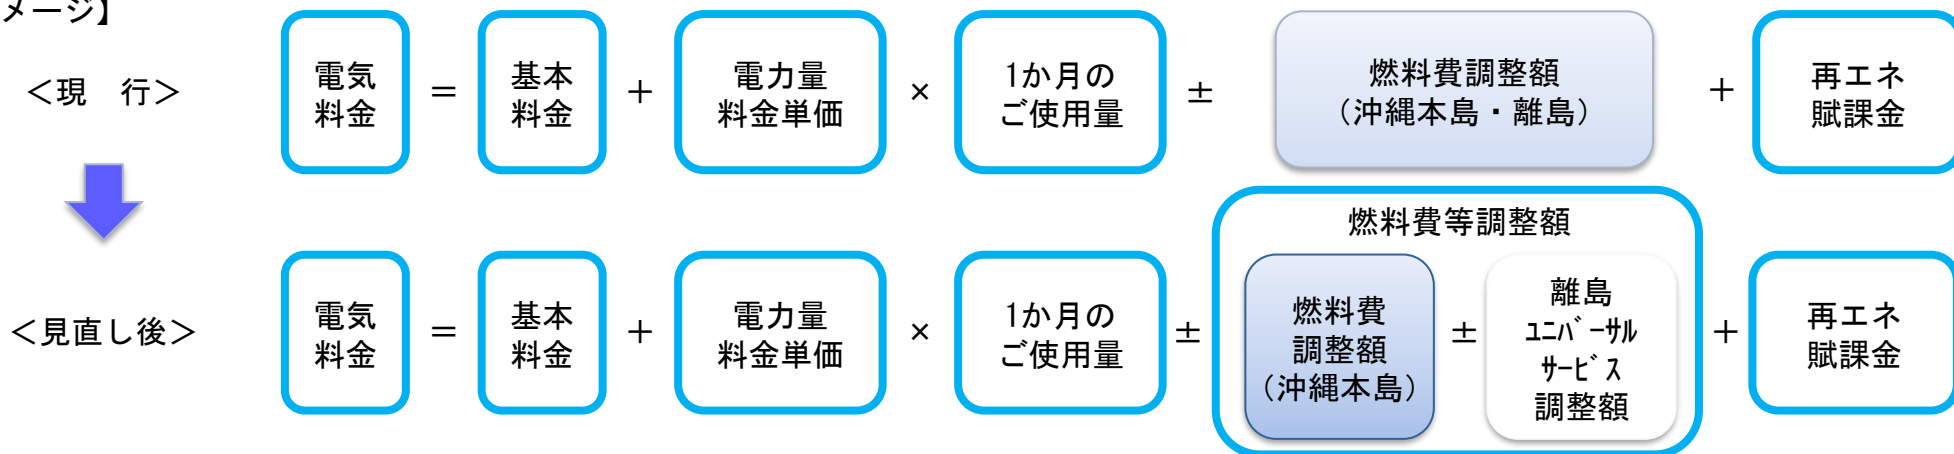 メージ】
＜現　行＞
電気
料金
＝
基本
料金
＋
電力量
料金単価
×
1か月の
ご使用量
±
燃料費調整額
（沖縄本島・離島）
＋
再エネ
賦課金
＜見直し後＞
電気
料金
＝
基本
料金
＋
電力量
料金単価
×
1か月の
ご使用量
±
燃料費等調整額
燃料費
調整額
（沖縄本島）
±
離島
ﾕﾆﾊﾞｰｻﾙ
ｻｰﾋﾞｽ
調整額
＋
再エネ
賦課金